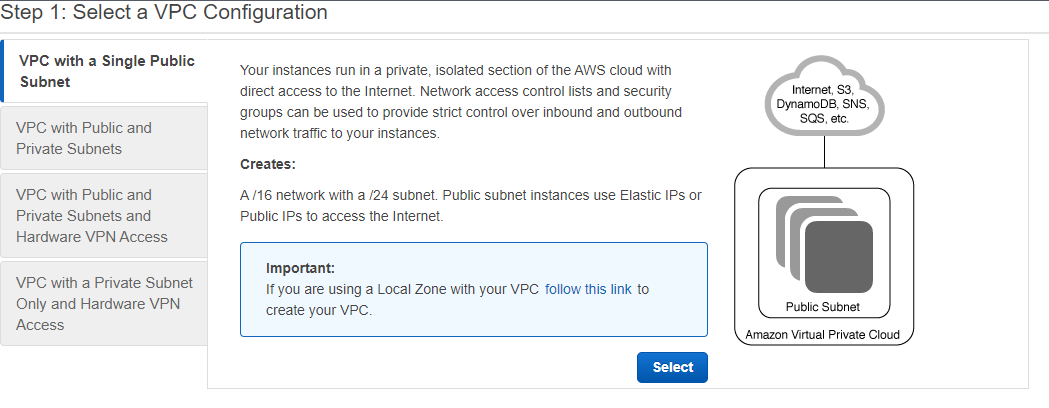 Step 1: Select a VPC Configuration
VPC with a Single Public
Subnet
VPC with Public and
Private Subnets
VPC with Public and
Private Subnets and
Hardware VPN Access
VPC with a Private Subnet
Only and Hardware VPN
Access
Your instances run in a private, isolated section of the AWS cloud with
direct access to the Internet. Network access control lists and security
groups can be used to provide strict control over inbound and outbound
network traffic to your instances.
Creates:
A /16 network with a /24 subnet. Public subnet instances use Elastic IPs or
Public IPs to access the Internet.
Important:
If you are using a Local Zone with your VPC follow this link to
create your VPC.
Select
Internet, S3,
DynamoDB, SNS,
SQS, etc.
Public Subnet
Amazon Virtual Private Cloud